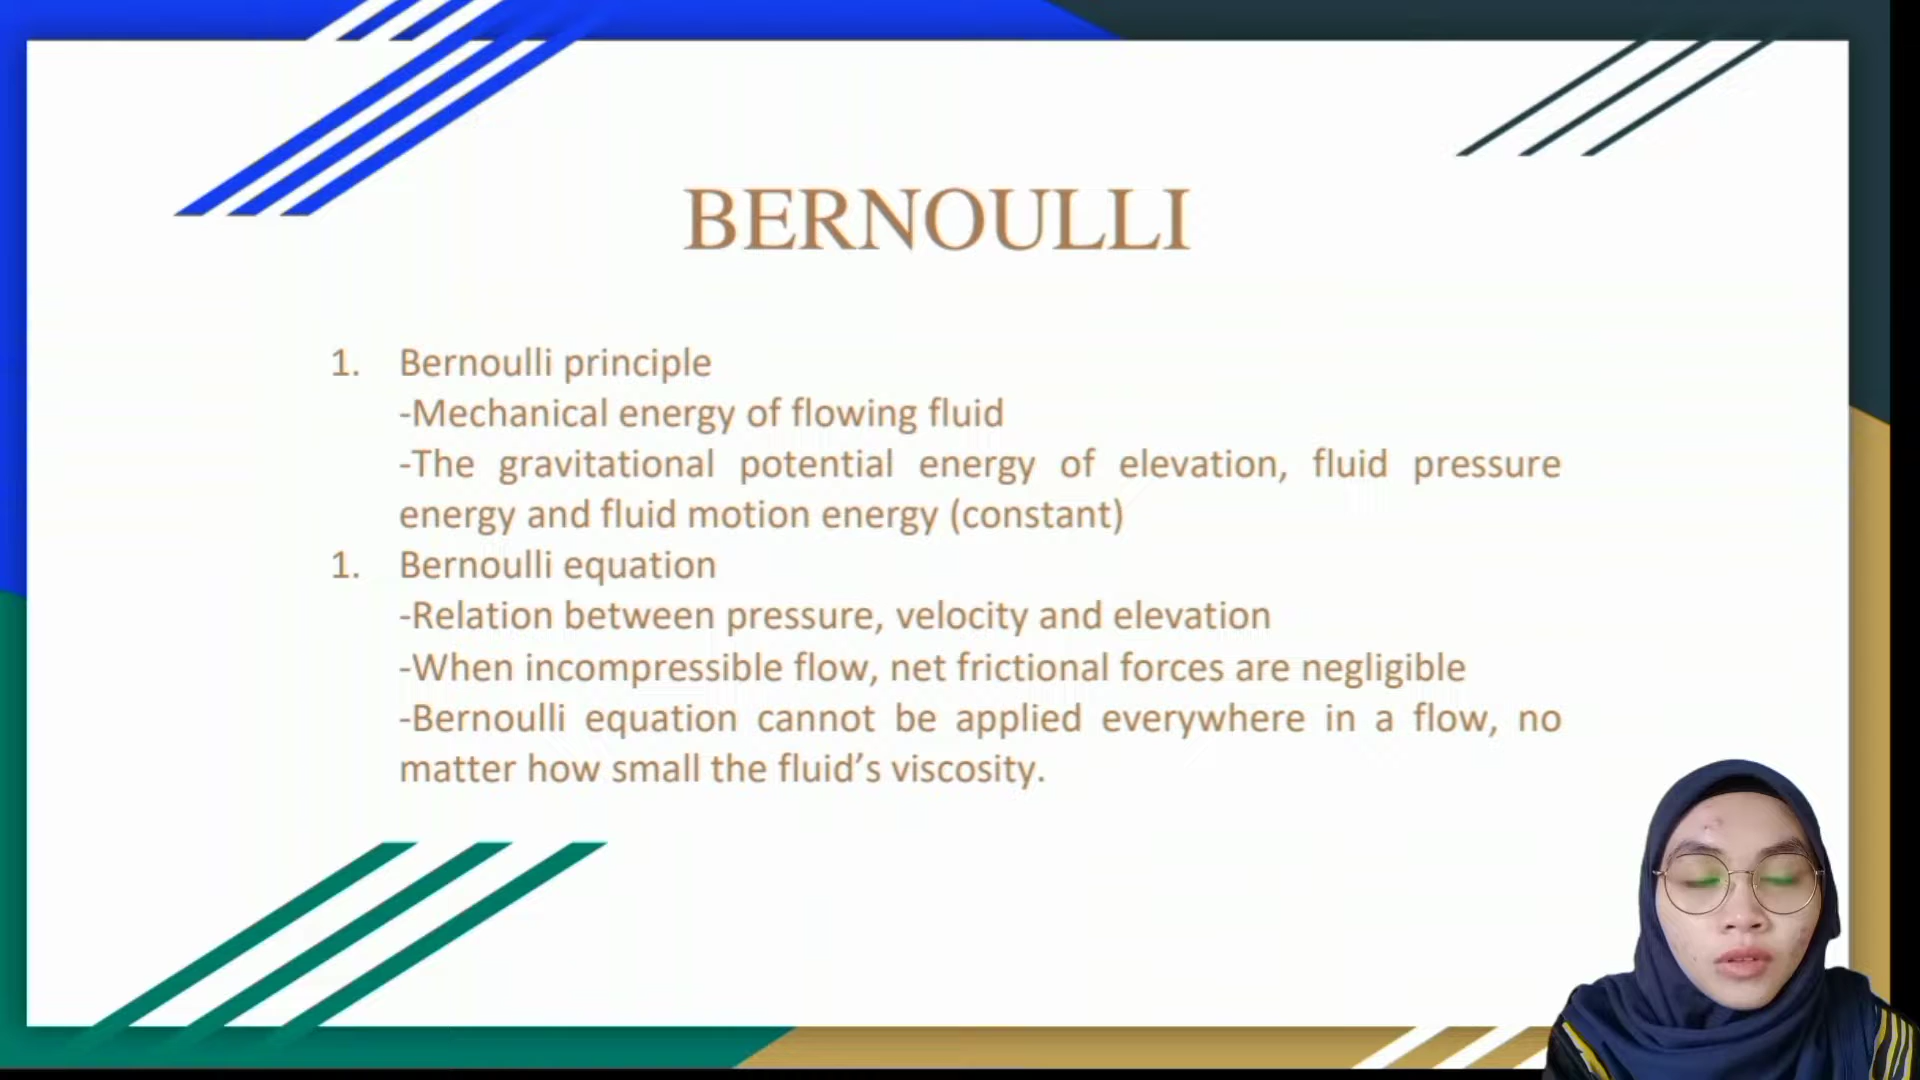 BERNOULLI
1. Bernoulli principle
-Mechanical energy of flowing fluid
-The gravitational potential energy of elevation, fluid pressure
energy and fluid motion energy (constant)
1. Bernoulli equation
-Relation between pressure, velocity and elevation
-When incompressible flow, net frictional forces are negligible
-Bernoulli equation cannot be applied everywhere in a flow, no
matter how small the fluid’s viscosity.